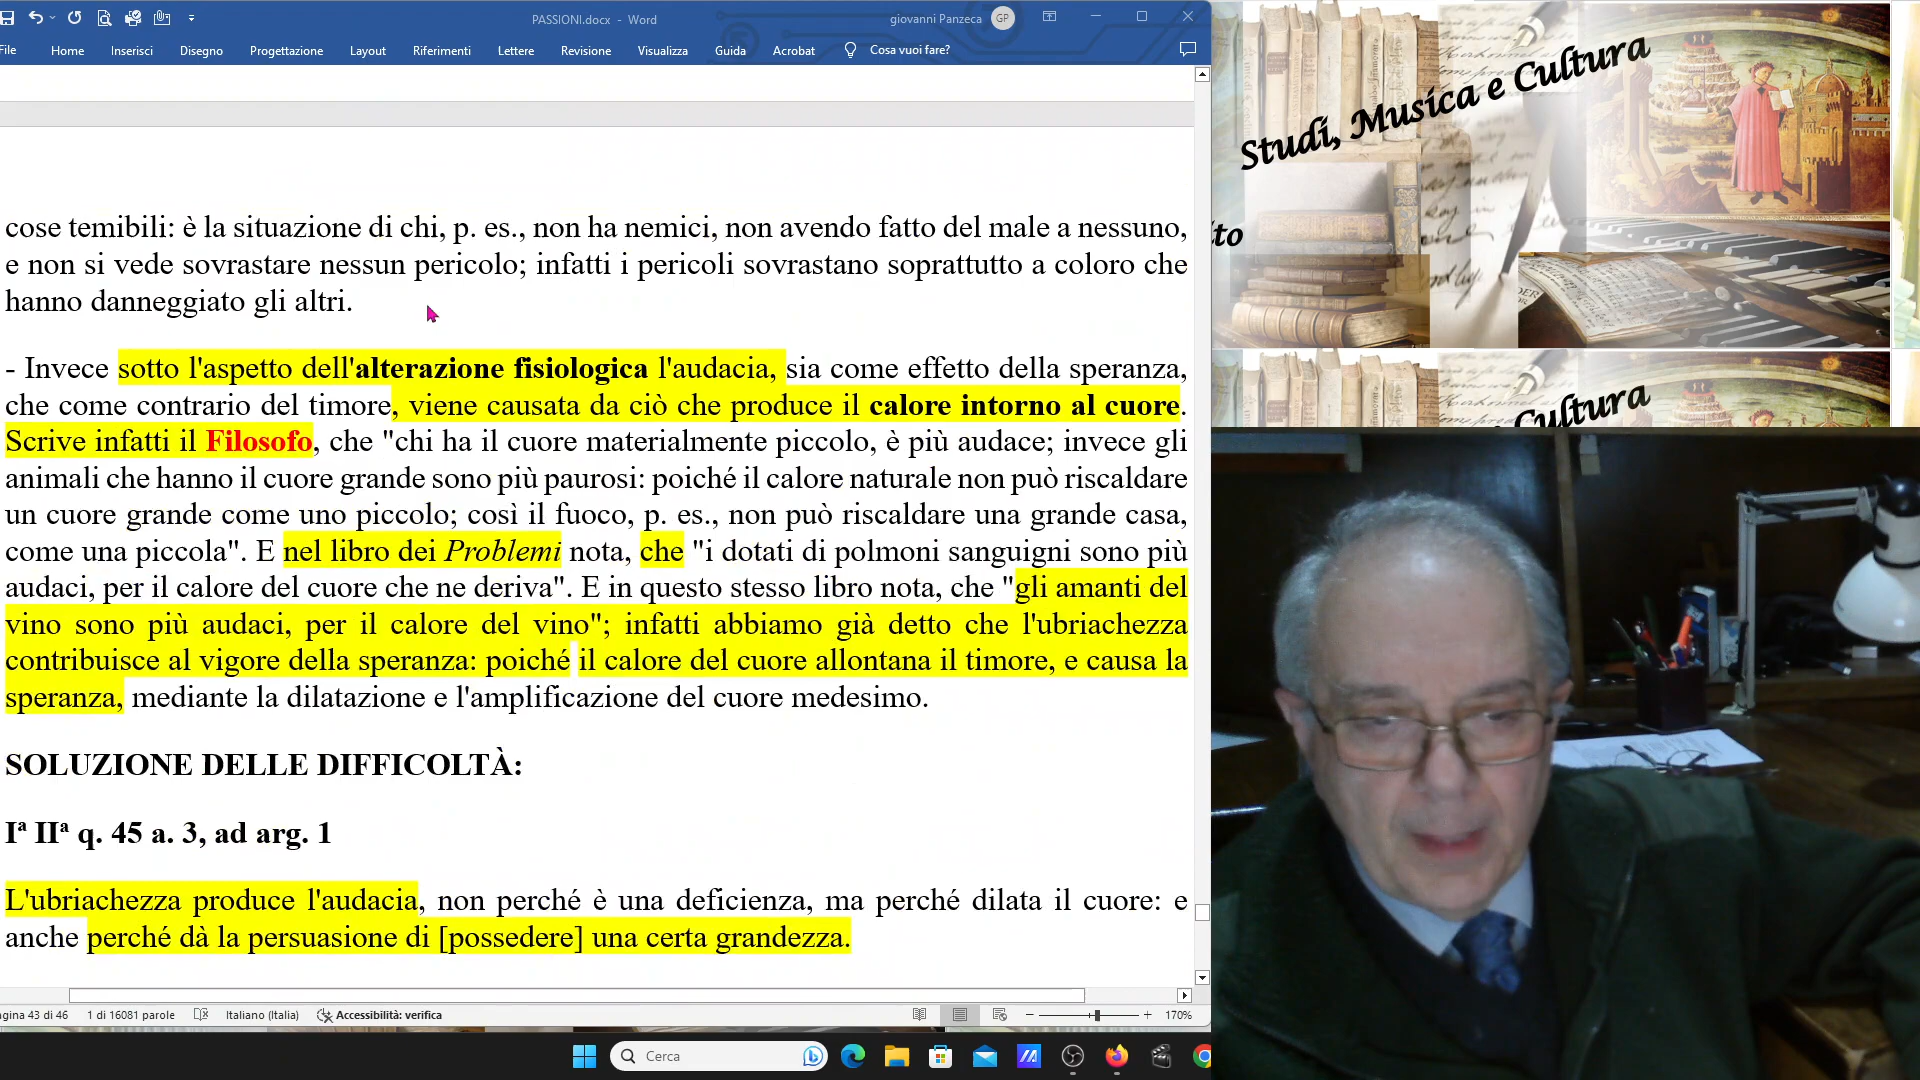 PASSIONI.docx - Word
giovanni Panzeca GP
File Home Inserisci Disegno Progettazione Layout Riferimenti Lettere Revisione Visualizza Guida Acrobat Cosa vuoi fare?
cose temibili: è la situazione di chi, p. es., non ha nemici, non avendo fatto del male a nessuno,
e non si vede sovrastare nessun pericolo; infatti i pericoli sovrastano soprattutto a coloro che
hanno danneggiato gli altri.
- Invece sotto l'aspetto dell'alterazione fisiologica l'audacia, sia come effetto della speranza,
che come contrario del timore, viene causata da ciò che produce il calore intorno al cuore.
Scrive infatti il Filosofo, che "chi ha il cuore materialmente piccolo, è più audace; invece gli
animali che hanno il cuore grande sono più paurosi: poiché il calore naturale non può riscaldare
un cuore grande come uno piccolo; così il fuoco, p. es., non può riscaldare una grande casa,
come una piccola". E nel libro dei Problemi nota, che "i dotati di polmoni sanguigni sono più
audaci, per il calore del cuore che ne deriva". E in questo stesso libro nota, che "gli amanti del
vino sono più audaci, per il calore del vino"; infatti abbiamo già detto che l'ubriachezza
contribuisce al vigore della speranza: poiché il calore del cuore allontana il timore, e causa la
speranza, mediante la dilatazione e l'amplificazione del cuore medesimo.
SOLUZIONE DELLE DIFFICOLTÀ:
Iª IIª q. 45 a. 3, ad arg. 1
L'ubriachezza produce l'audacia, non perché è una deficienza, ma perché dilata il cuore: e
anche perché dà la persuasione di [possedere] una certa grandezza.
agina 43 di 46 1 di 16081 parole Italiano (Italia) Accessibilità: verifica 170%
Cerca
Studi, Musica e Cultura
ito
Cultura